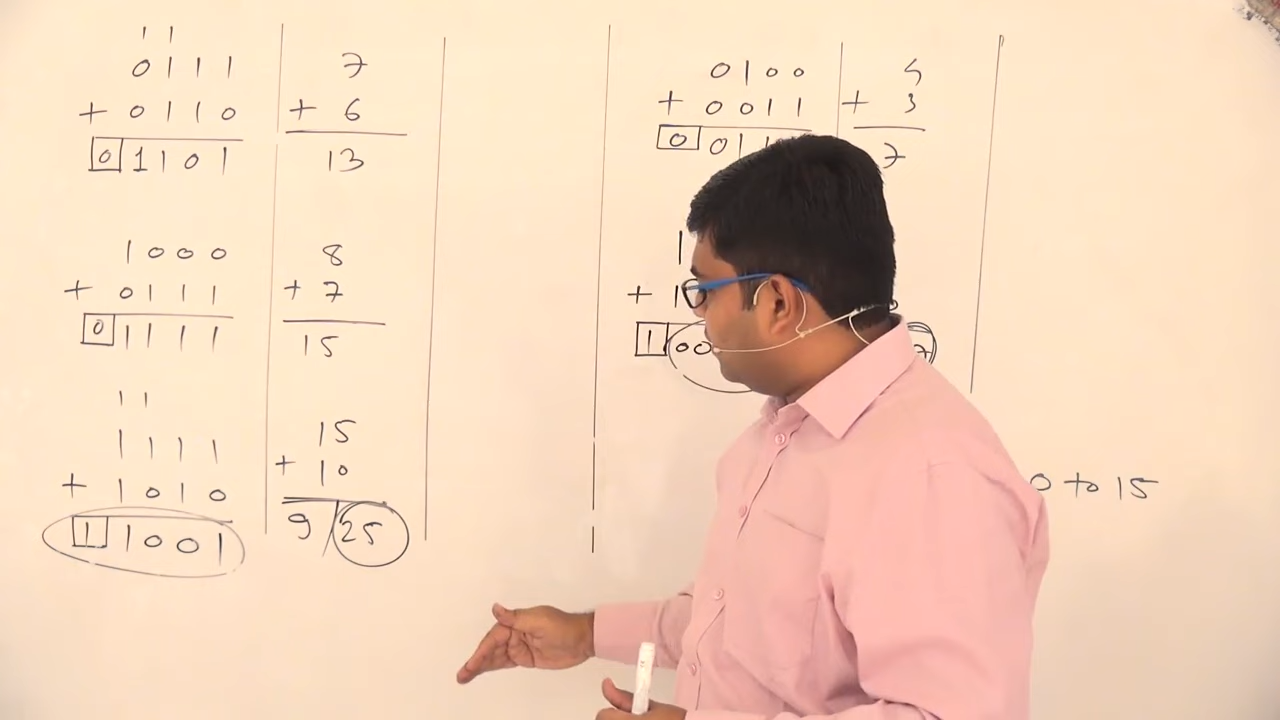 1 1
0 1 1 1 7
+ 0 1 1 0 + 6
0 1 1 0 1 13
1 0 0 0 8
+ 0 1 1 1 + 7
0 1 1 1 1 15
1 1
1 1 1 1 15
+ 1 0 1 0 + 10
1 1 0 0 1 9/25
0 1 0 0 4
+ 0 0 1 1 + 3
0 0 1 7
1
+ 1
1 0 0 7
0 to 15